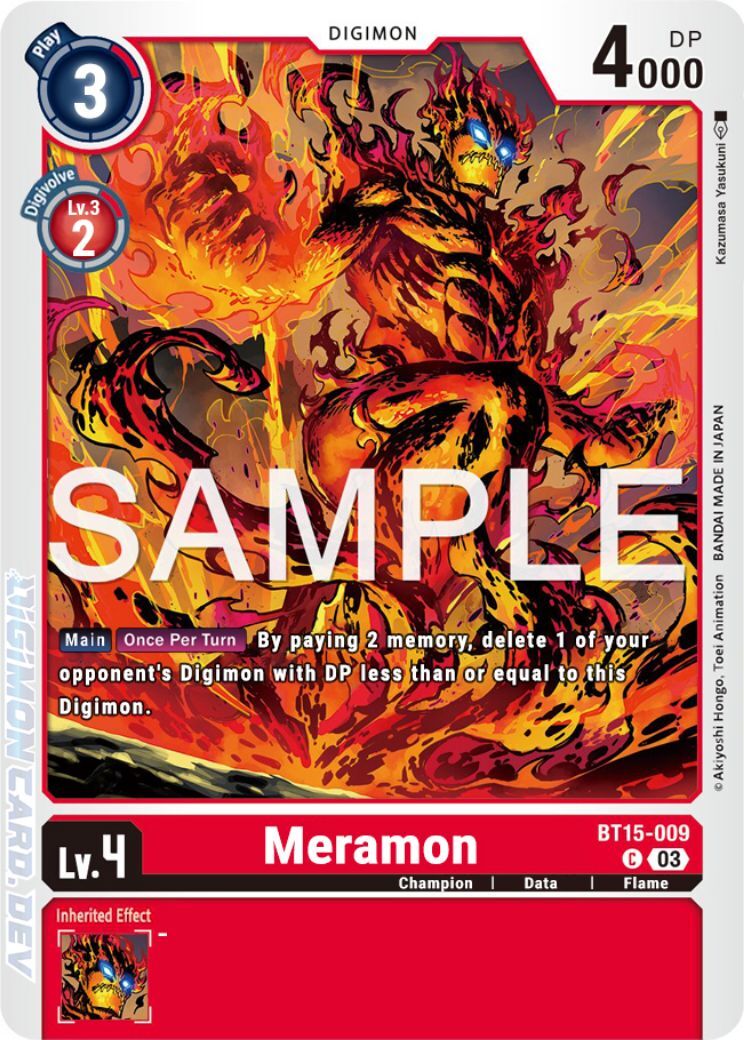 DIGIMON
Play
3
DP
4000
Digivolve
Lv.3
2
Kazumasa Yasukuni
© Akiyoshi Hongo, Toei Animation BANDAI MADE IN JAPAN
SAMPLE
Main Once Per Turn By paying 2 memory, delete 1 of your
opponent's Digimon with DP less than or equal to this
Digimon.
DIGIMONCARD.DEV
Lv.4
Meramon
BT15-009
C 03
Champion | Data | Flame
Inherited Effect
-